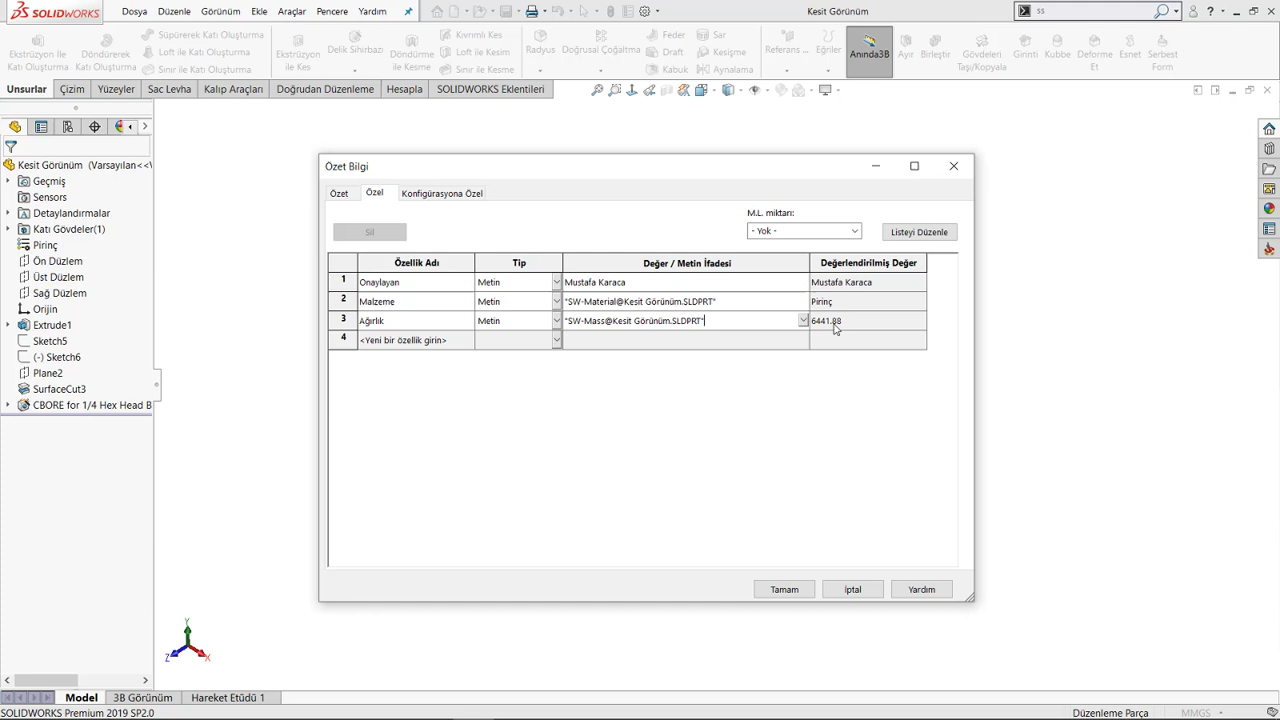 SOLIDWORKS
Dosya Düzenle Görünüm Ekle Araçlar Pencere Yardım
Kesit Görünüm
ss
Ekstrüzyon İle Katı Oluşturma
Döndürerek Katı Oluşturma
Süpürerek Katı Oluşturma
Loft ile Katı Oluşturma
Sınır ile Katı Oluşturma
Ekstrüzyon ile Kes
Delik Sihirbazı
Döndürme ile Kesme
Kıvrımlı Kes
Loft ile Kesim
Sınır ile Kesme
Radyus
Doğrusal Çoğaltma
Feder
Draft
Kabuk
Sar
Kesişme
Aynalama
Referans ...
Eğriler
Anında3B
Ayır
Birleştir
Gövdeleri Taşı/Kopyala
Girinti
Kubbe
Deforme Et
Esnet
Serbest Form
Unsurlar Çizim Yüzeyler Sac Levha Kalıp Araçları Doğrudan Düzenleme Hesapla SOLIDWORKS Eklentileri
Kesit Görünüm (Varsayılan<<V
Geçmiş
Sensors
Detaylandırmalar
Katı Gövdeler(1)
Pirinç
Ön Düzlem
Üst Düzlem
Sağ Düzlem
Orijin
Extrude1
Sketch5
(-) Sketch6
Plane2
SurfaceCut3
CBORE for 1/4 Hex Head B
Özet Bilgi
Özet Özel Konfigürasyona Özel
M.L. miktarı:
Sil
- Yok -
Listeyi Düzenle
Özellik Adı Tip Değer / Metin İfadesi Değerlendirilmiş Değer
1 Onaylayan Metin Mustafa Karaca Mustafa Karaca
2 Malzeme Metin "SW-Material@Kesit Görünüm.SLDPRT" Pirinç
3 Ağırlık Metin "SW-Mass@Kesit Görünüm.SLDPRT" 6441.88
4 <Yeni bir özellik girin>
Tamam İptal Yardım
Y
Z
X
Model 3B Görünüm Hareket Etüdü 1
SOLIDWORKS Premium 2019 SP2.0
Düzenleme Parça
MMGS